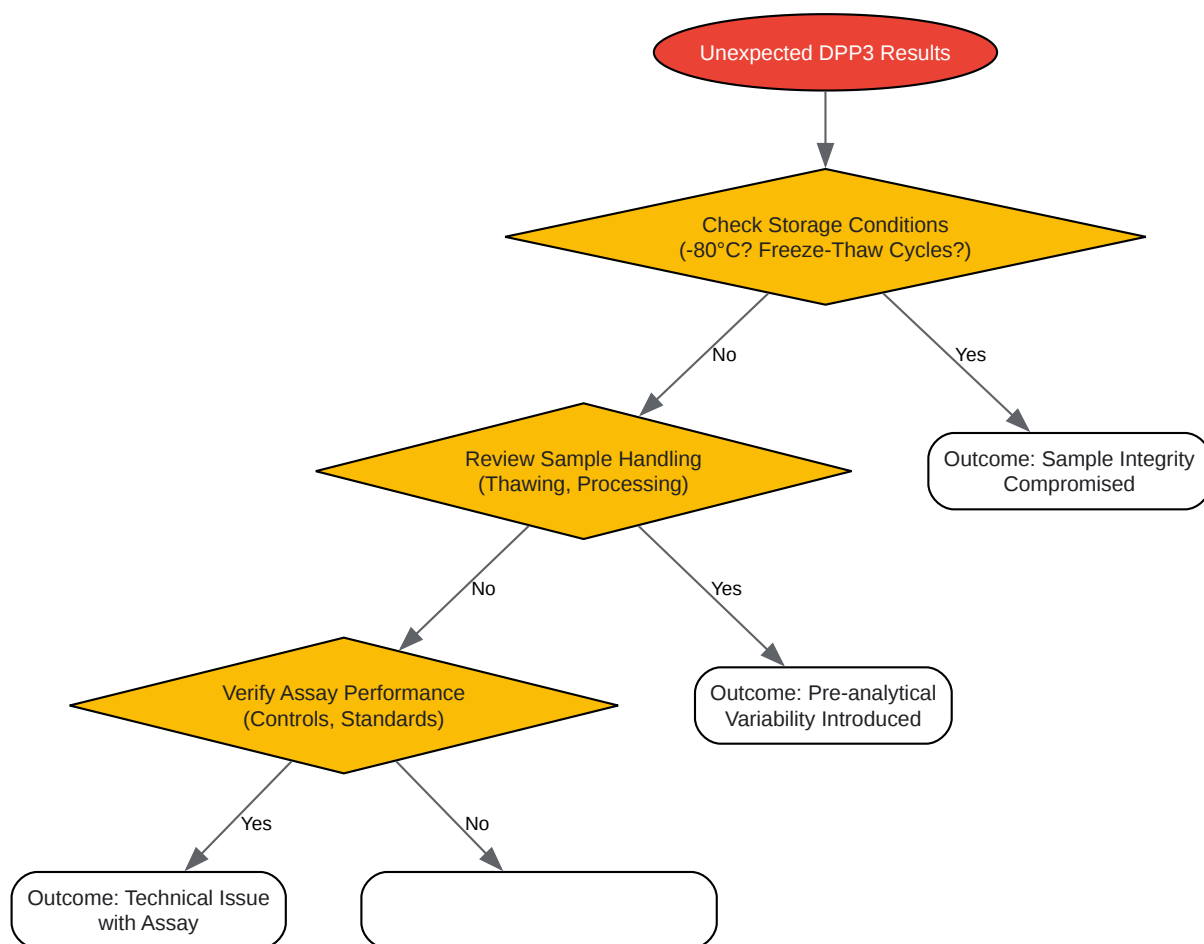 Unexpected DPP3 Results
Check Storage Conditions
(-80°C? Freeze-Thaw Cycles?)
No
Yes
Review Sample Handling
(Thawing, Processing)
Outcome: Sample Integrity
Compromised
No
Yes
Verify Assay Performance
(Controls, Standards)
Outcome: Pre-analytical
Variability Introduced
Yes
No
Outcome: Technical Issue
with Assay